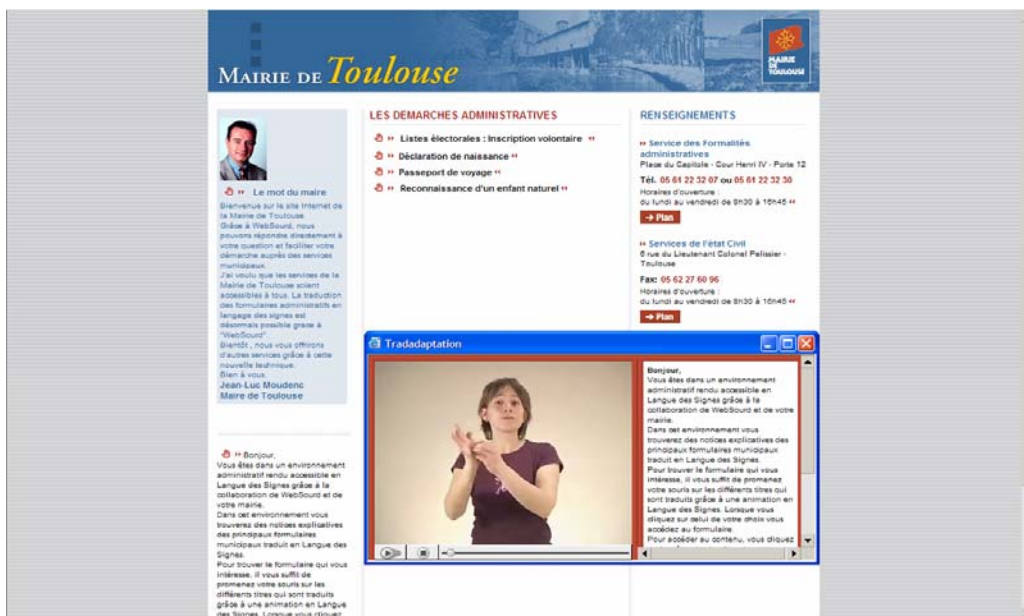 MAIRIE DE Toulouse
MAIRIE
DE
TOULOUSE
Le mot du maire
Bienvenue sur le site Internet de
la Mairie de Toulouse.
Grâce à WebSourd, nous
pouvons répondre directement à
votre question et faciliter votre
démarche auprès des services
municipaux.
J'ai voulu que les services de la
Mairie de Toulouse soient
accessibles à tous. La traduction
des formulaires administratifs en
langage des signes est
désormais possible grace à
"WebSourd".
Bientôt , nous vous offrirons
d'autres services grâce à cette
nouvelle technique.
Bien à vous.
Jean-Luc Moudenc
Maire de Toulouse
Bonjour,
Vous êtes dans un environnement
administratif rendu accessible en
Langue des Signes grâce à la
collaboration de WebSourd et de
votre mairie.
Dans cet environnement vous
trouverez des notices explicatives
des principaux formulaires
municipaux traduit en Langue des
Signes.
Pour trouver le formulaire qui vous
intéresse, il vous suffit de
promenez votre souris sur les
différents titres qui sont traduits
grâce à une animation en Langue
des Signes. Lorsque vous cliquez
LES DEMARCHES ADMINISTRATIVES
Listes électorales : Inscription volontaire
Déclaration de naissance
Passeport de voyage
Reconnaissance d'un enfant naturel
RENSEIGNEMENTS
Service des Formalités
administratives
Place du Capitole - Cour Henri IV - Porte 12
Tél. 05 61 22 32 07 ou 05 61 22 32 30
Horaires d'ouverture :
du lundi au vendredi de 8h30 à 16h45
Plan
Services de l'état Civil
6 rue du Lieutenant Colonel Pelissier -
Toulouse
Fax: 05 62 27 60 96
Horaires d'ouverture :
du lundi au vendredi de 8h30 à 16h45
Plan
Tradadaptation
Bonjour,
Vous êtes dans un environnement
administratif rendu accessible en
Langue des Signes grâce à la
collaboration de WebSourd et de votre
mairie.
Dans cet environnement vous
trouverez des notices explicatives des
principaux formulaires municipaux
traduit en Langue des Signes.
Pour trouver le formulaire qui vous
intéresse, il vous suffit de promenez
votre souris sur les différents titres qui
sont traduits grâce à une animation en
Langue des Signes. Lorsque vous
cliquez sur celui de votre choix vous
accédez au formulaire.
Pour accéder au contenu, vous cliquez